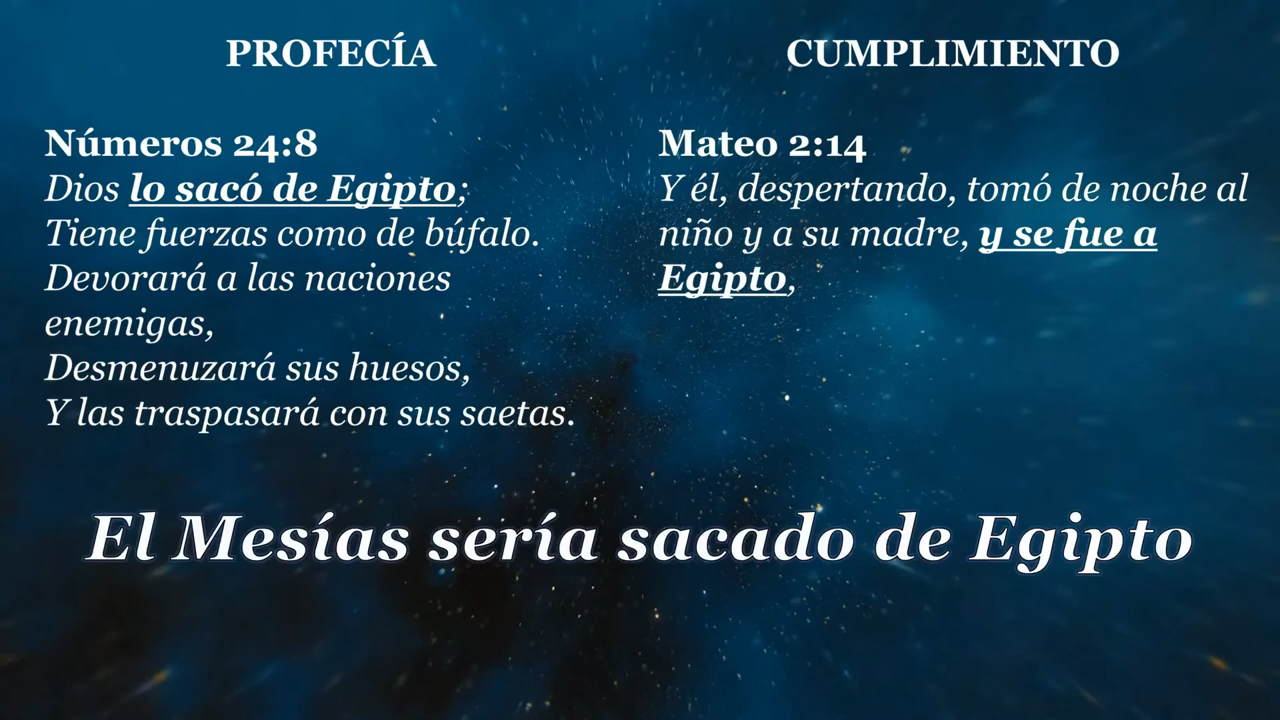 PROFECÍA
Números 24:8
Dios lo sacó de Egipto;
Tiene fuerzas como de búfalo.
Devorará a las naciones
enemigas,
Desmenuzará sus huesos,
Y las traspasará con sus saetas.
CUMPLIMIENTO
Mateo 2:14
Y él, despertando, tomó de noche al
niño y a su madre, y se fue a
Egipto,
El Mesías sería sacado de Egipto